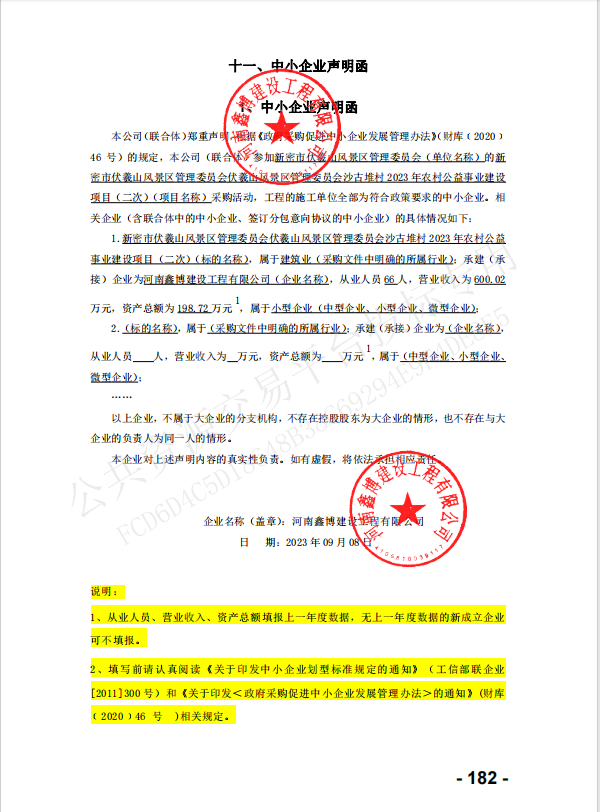 十一、中小企业声明函
1、中小企业声明函
本公司（联合体）郑重声明，根据《政府采购促进中小企业发展管理办法》（财库﹝2020﹞
46 号）的规定，本公司（联合体）参加新密市伏羲山风景区管理委员会（单位名称）的新
密市伏羲山风景区管理委员会伏羲山风景区管理委员会沙古堆村 2023 年农村公益事业建设
项目（二次）（项目名称）采购活动，工程的施工单位全部为符合政策要求的中小企业。相
关企业（含联合体中的中小企业、签订分包意向协议的中小企业）的具体情况如下：
1.新密市伏羲山风景区管理委员会伏羲山风景区管理委员会沙古堆村 2023 年农村公益
事业建设项目（二次）（标的名称），属于建筑业（采购文件中明确的所属行业）；承建（承
接）企业为河南鑫博建设工程有限公司（企业名称），从业人员 66 人，营业收入为 600.02
万元，资产总额为 198.72 万元1，属于小型企业（中型企业、小型企业、微型企业）；
2.（标的名称），属于（采购文件中明确的所属行业）；承建（承接）企业为（企业名称），
从业人员____人，营业收入为__万元，资产总额为____万元1，属于（中型企业、小型企业、
微型企业）；
……
以上企业，不属于大企业的分支机构，不存在控股股东为大企业的情形，也不存在与大
企业的负责人为同一人的情形。
本企业对上述声明内容的真实性负责。如有虚假，将依法承担相应责任。
企业名称（盖章）：河南鑫博建设工程有限公司
日 期：2023 年 09 月 08 日
河南鑫博建设工程有限公司
说明：
1、从业人员、营业收入、资产总额填报上一年度数据，无上一年度数据的新成立企业
可不填报。
2、填写前请认真阅读《关于印发中小企业划型标准规定的通知》（工信部联企业
[2011]300 号）和《关于印发＜政府采购促进中小企业发展管理办法＞的通知》(财库
﹝2020﹞46 号 )相关规定。
- 182 -